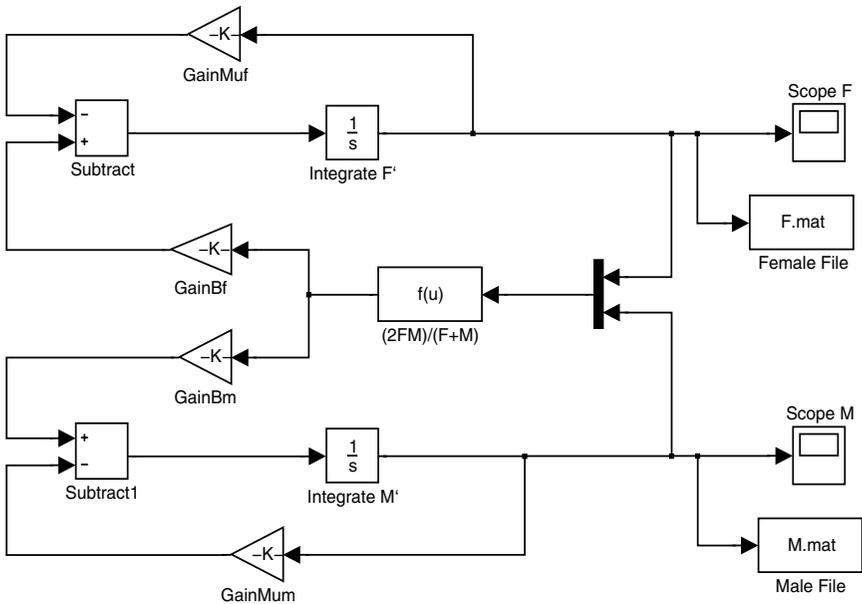 –K–
GainMuf
Scope F
–
+
Subtract
1
s
Integrate F‘
F.mat
Female File
–K–
GainBf
f(u)
(2FM)/(F+M)
–K–
GainBm
Scope M
+
–
Subtract1
1
s
Integrate M‘
M.mat
Male File
–K–
GainMum